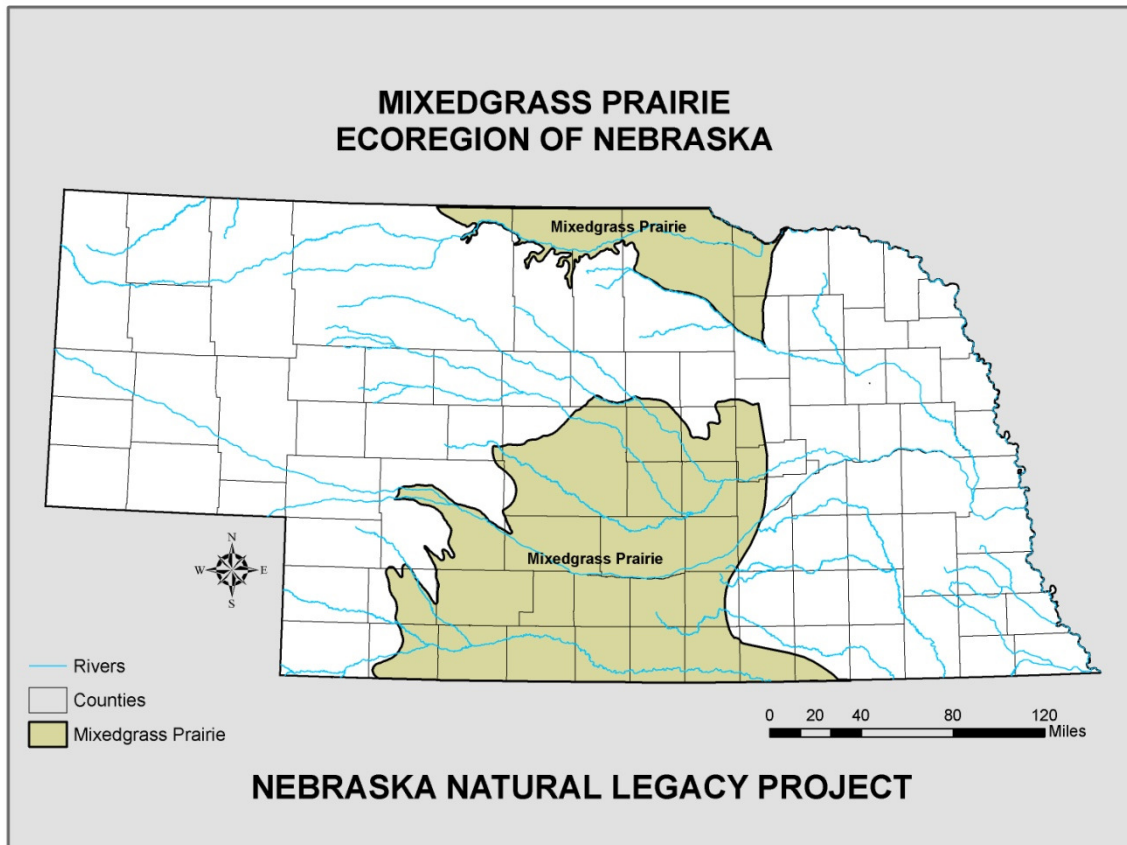 MIXEDGRASS PRAIRIE
ECOREGION OF NEBRASKA
Mixedgrass Prairie
Mixedgrass Prairie
N
W E
S
Rivers
Counties
Mixedgrass Prairie
0 20 40 80 120
Miles
NEBRASKA NATURAL LEGACY PROJECT